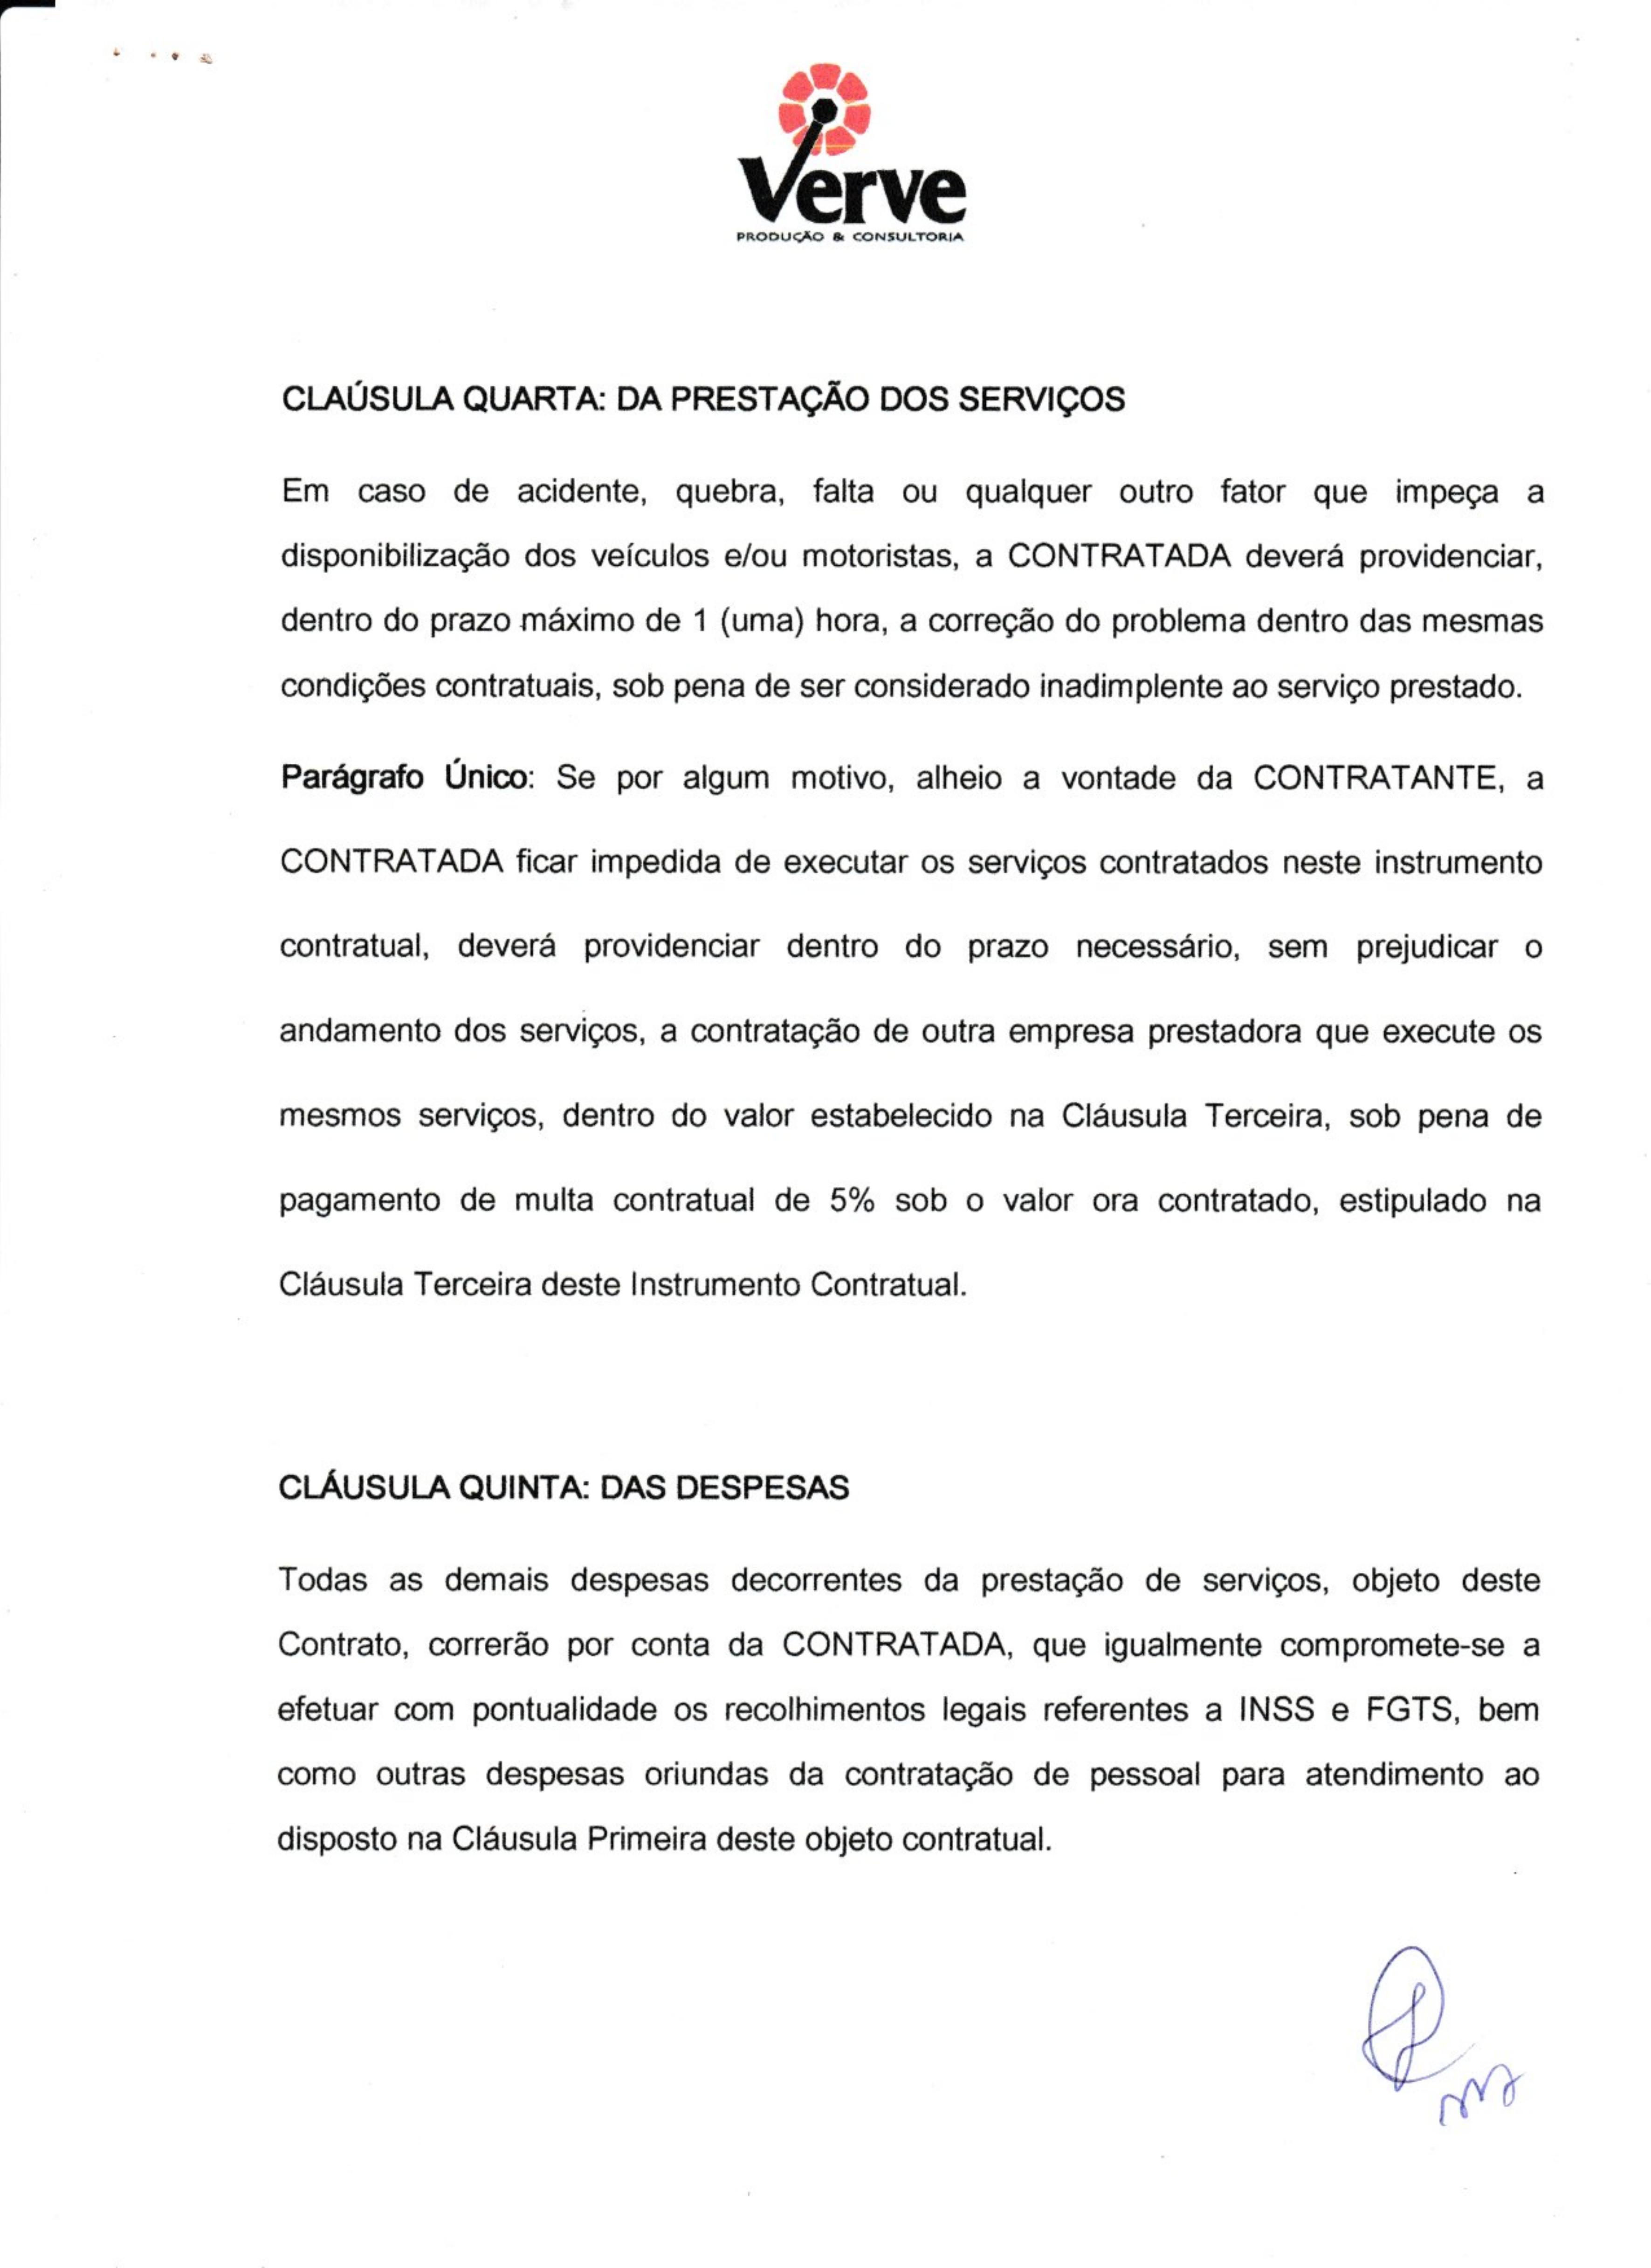 Verve
PRODUÇÃO & CONSULTORIA
CLAÚSULA QUARTA: DA PRESTAÇÃO DOS SERVIÇOS
Em caso de acidente, quebra, falta ou qualquer outro fator que impeça a
disponibilização dos veículos e/ou motoristas, a CONTRATADA deverá providenciar,
dentro do prazo máximo de 1 (uma) hora, a correção do problema dentro das mesmas
condições contratuais, sob pena de ser considerado inadimplente ao serviço prestado.
Parágrafo Único: Se por algum motivo, alheio a vontade da CONTRATANTE, a
CONTRATADA ficar impedida de executar os serviços contratados neste instrumento
contratual, deverá providenciar dentro do prazo necessário, sem prejudicar o
andamento dos serviços, a contratação de outra empresa prestadora que execute os
mesmos serviços, dentro do valor estabelecido na Cláusula Terceira, sob pena de
pagamento de multa contratual de 5% sob o valor ora contratado, estipulado na
Cláusula Terceira deste Instrumento Contratual.
CLÁUSULA QUINTA: DAS DESPESAS
Todas as demais despesas decorrentes da prestação de serviços, objeto deste
Contrato, correrão por conta da CONTRATADA, que igualmente compromete-se a
efetuar com pontualidade os recolhimentos legais referentes a INSS e FGTS, bem
como outras despesas oriundas da contratação de pessoal para atendimento ao
disposto na Cláusula Primeira deste objeto contratual.